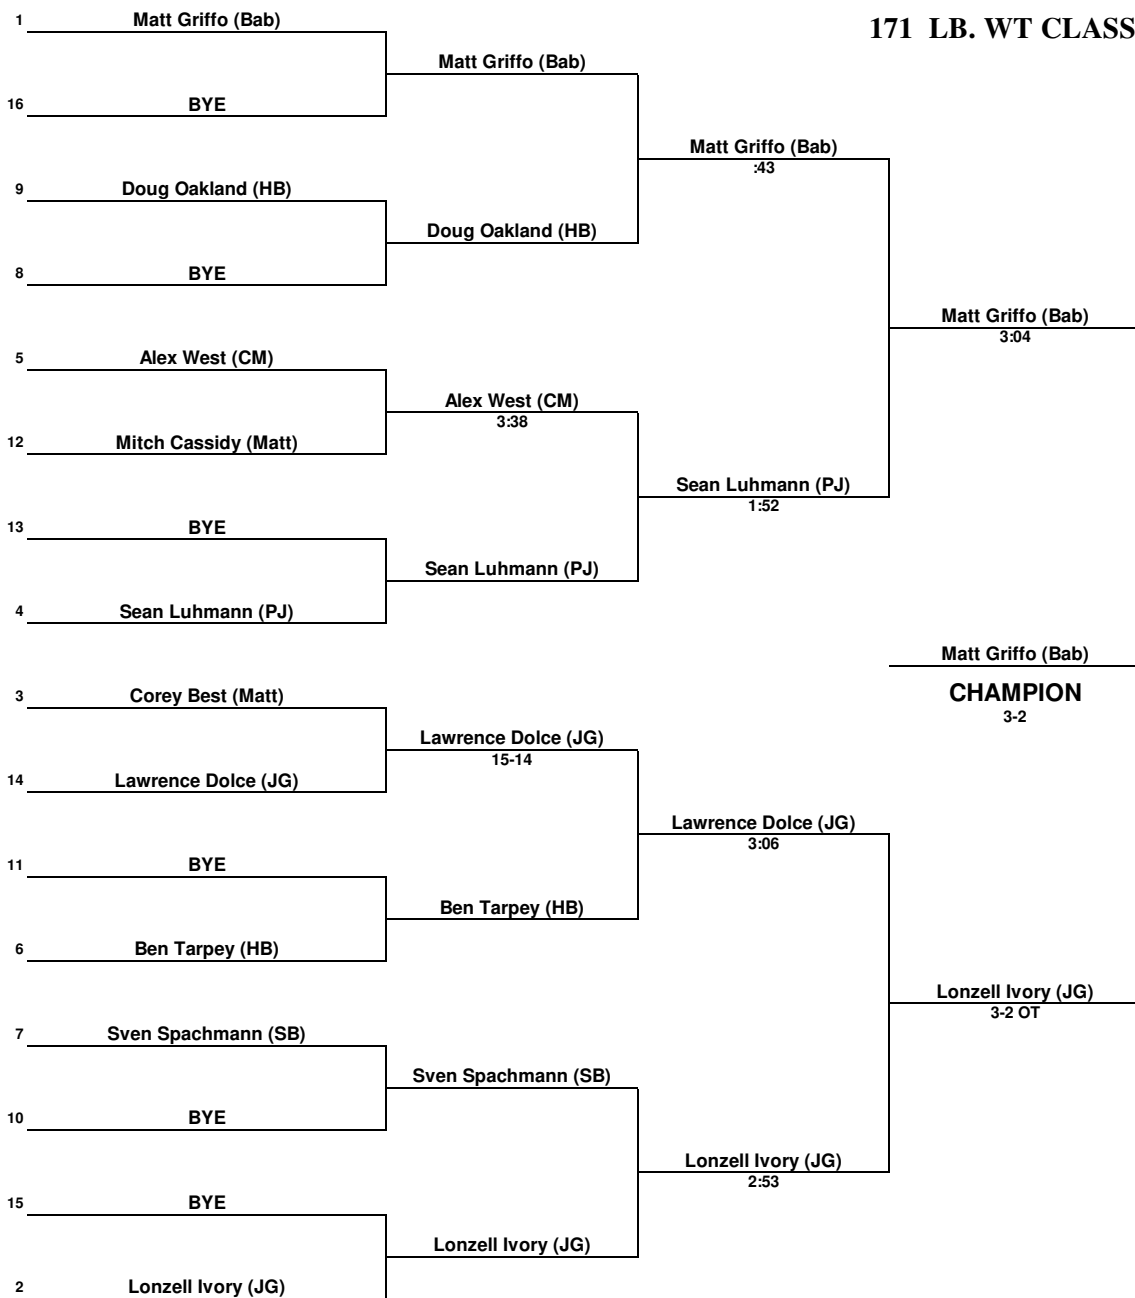 171 LB. WT CLASS
1 Matt Griffo (Bab)
Matt Griffo (Bab)
16 BYE
Matt Griffo (Bab)
:43
9 Doug Oakland (HB)
Doug Oakland (HB)
8 BYE
Matt Griffo (Bab)
3:04
5 Alex West (CM)
Alex West (CM)
3:38
12 Mitch Cassidy (Matt)
Sean Luhmann (PJ)
1:52
13 BYE
Sean Luhmann (PJ)
4 Sean Luhmann (PJ)
Matt Griffo (Bab)
CHAMPION
3-2
3 Corey Best (Matt)
Lawrence Dolce (JG)
15-14
14 Lawrence Dolce (JG)
Lawrence Dolce (JG)
3:06
11 BYE
Ben Tarpey (HB)
6 Ben Tarpey (HB)
Lonzell Ivory (JG)
3-2 OT
7 Sven Spachmann (SB)
Sven Spachmann (SB)
10 BYE
Lonzell Ivory (JG)
2:53
15 BYE
Lonzell Ivory (JG)
2 Lonzell Ivory (JG)